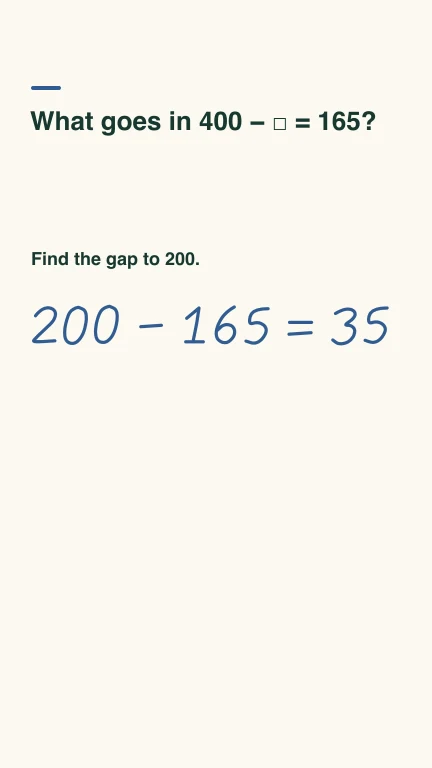 What goes in 400 – □ = 165?
Find the gap to 200.
200 – 165 = 35